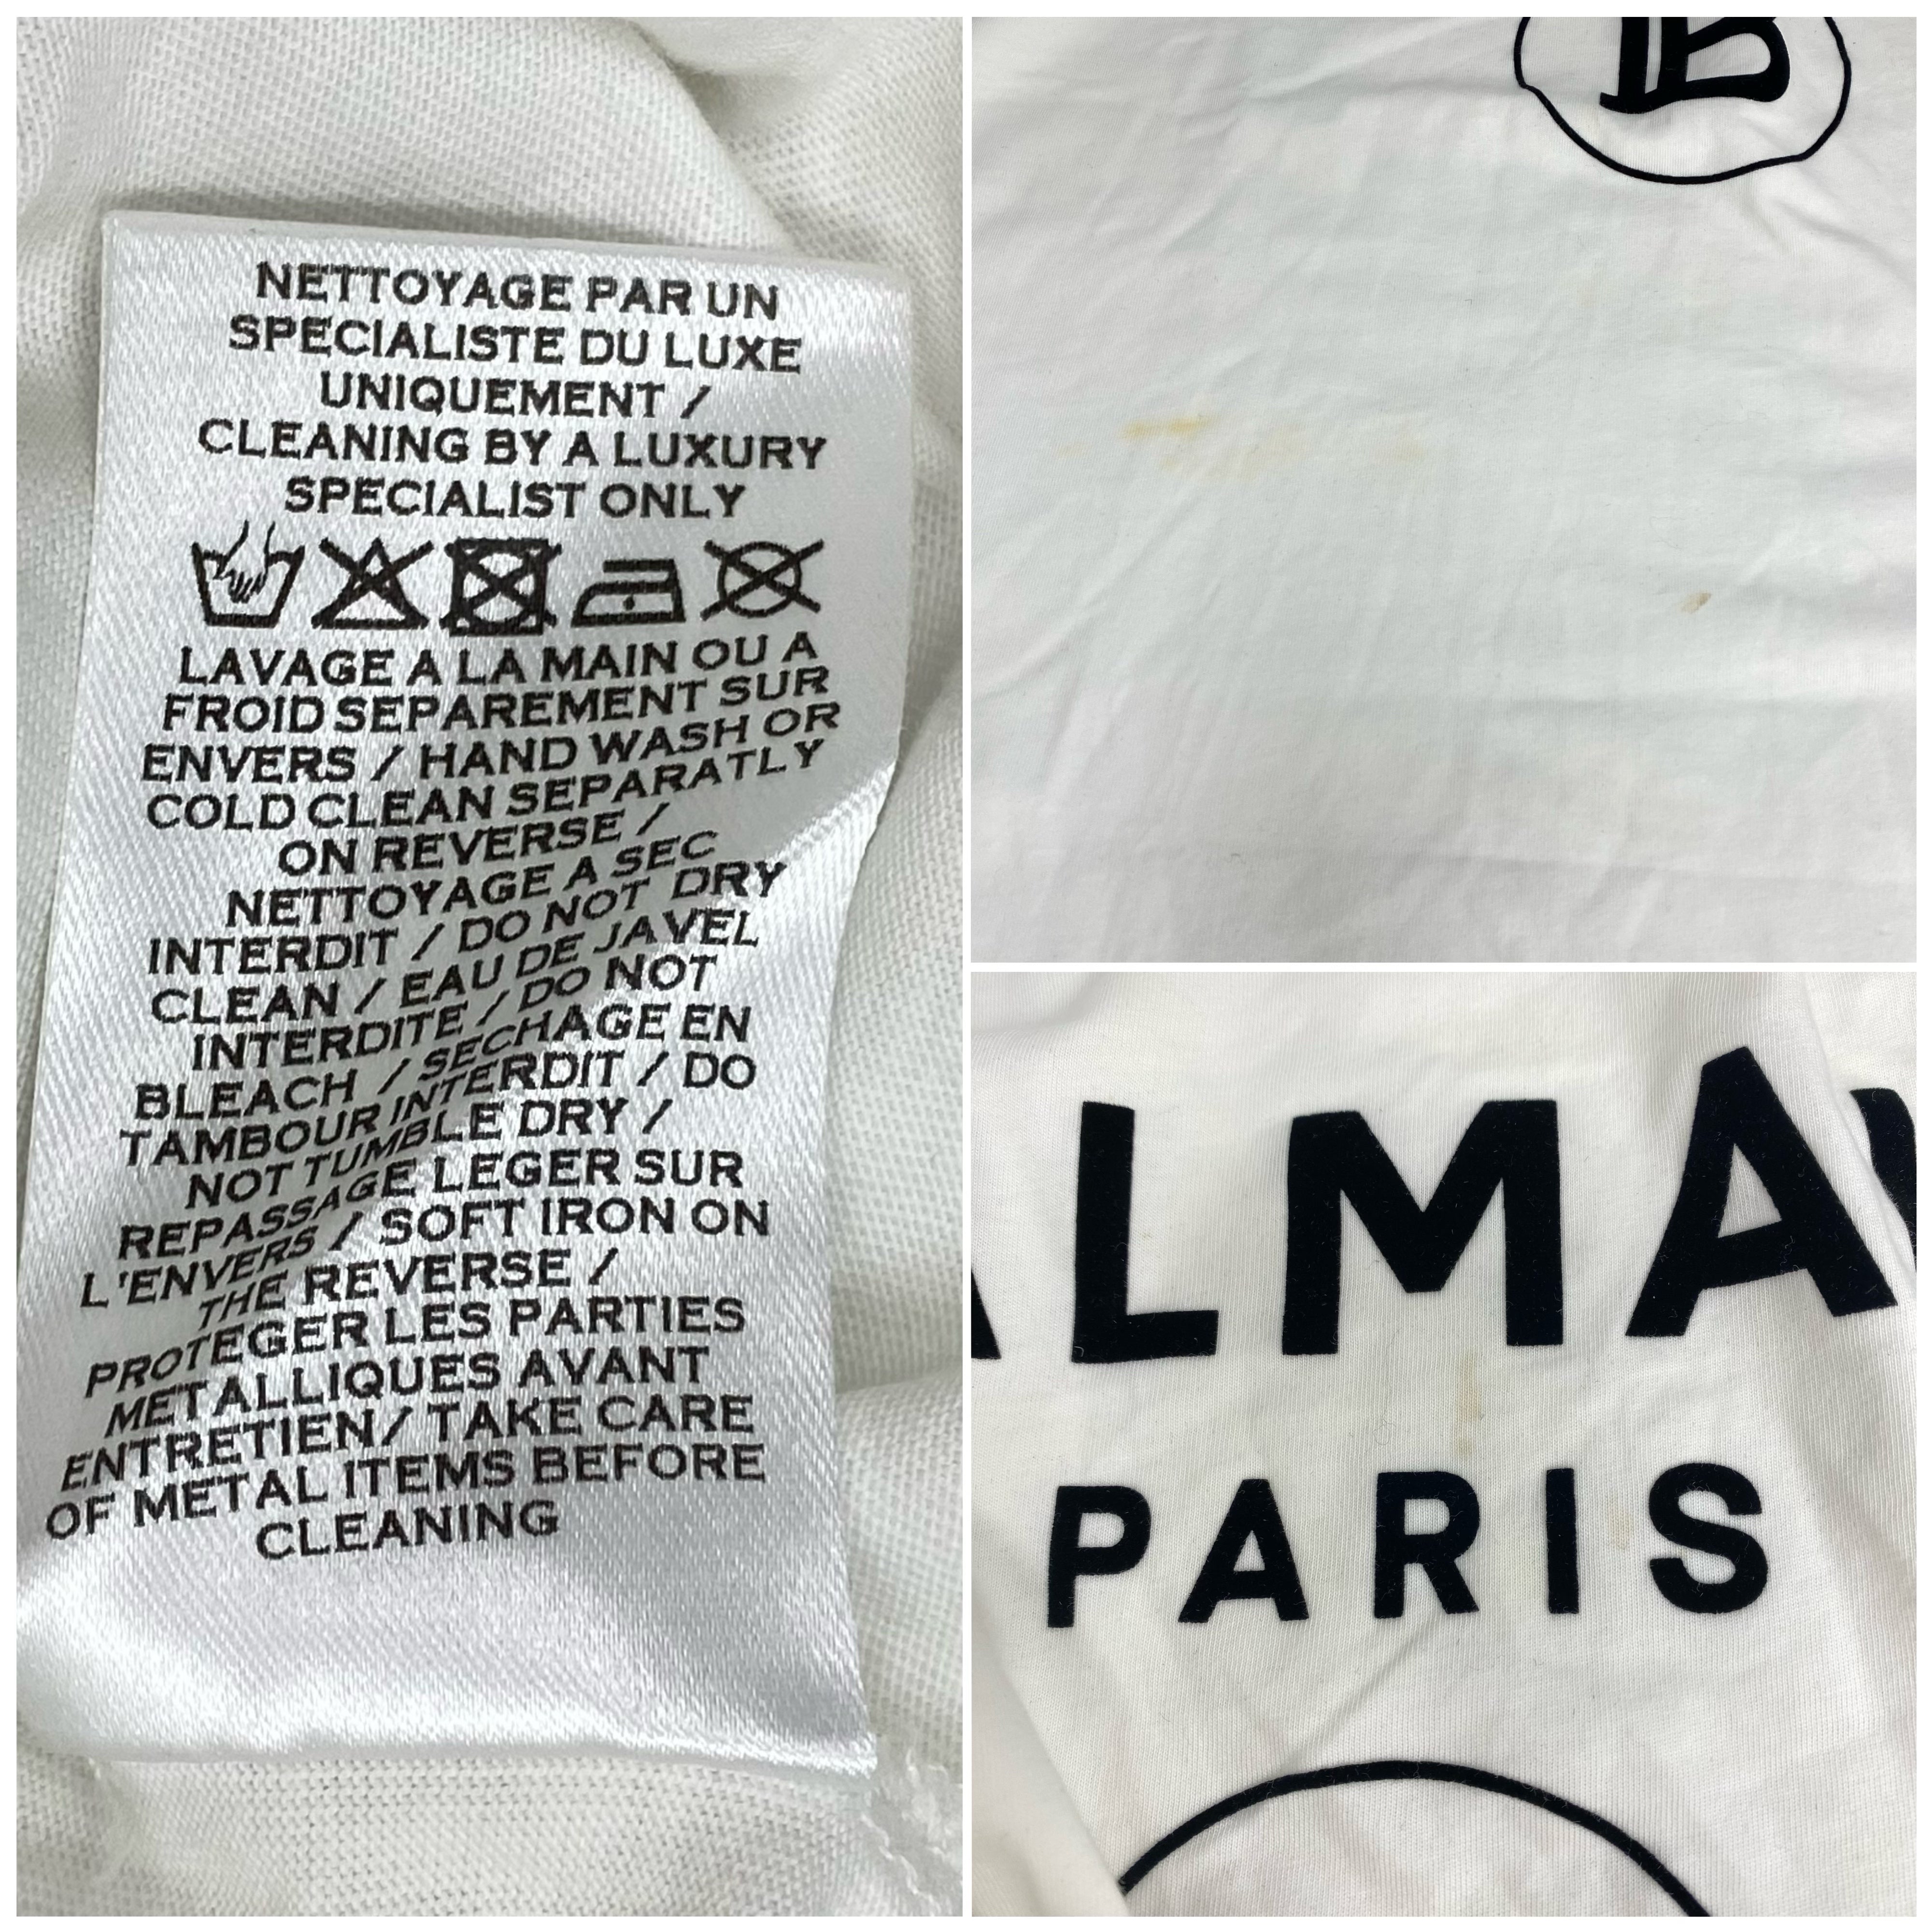 NETTOYAGE PAR UN
SPECIALISTE DU LUXE
UNIQUEMENT /
CLEANING BY A LUXURY
SPECIALIST ONLY
LAVAGE A LA MAIN OU A
FROID SEPAREMENT SUR
ENVERS / HAND WASH OR
COLD CLEAN SEPARATLY
ON REVERSE /
NETTOYAGE A SEC
INTERDIT / DO NOT DRY
CLEAN / EAU DE JAVEL
INTERDITE / DO NOT
BLEACH / SECHAGE EN
TAMBOUR INTERDIT / DO
NOT TUMBLE DRY /
REPASSAGE LEGER SUR
L'ENVERS / SOFT IRON ON
THE REVERSE /
PROTEGER LES PARTIES
METALLIQUES AVANT
ENTRETIEN/ TAKE CARE
OF METAL ITEMS BEFORE
CLEANING
B
ALMA
PARIS